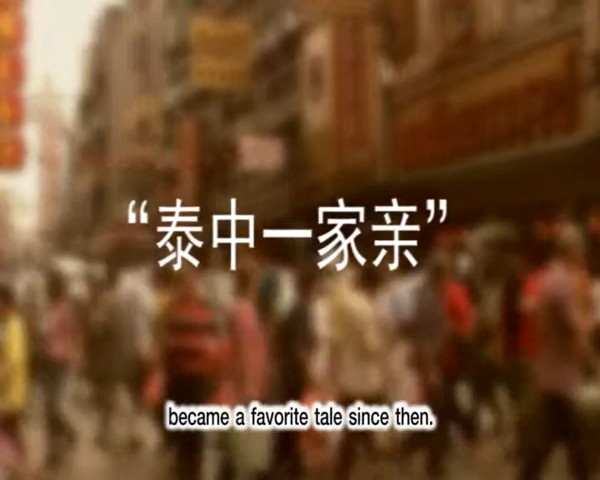 “泰中一家亲”
became a favorite tale since then.